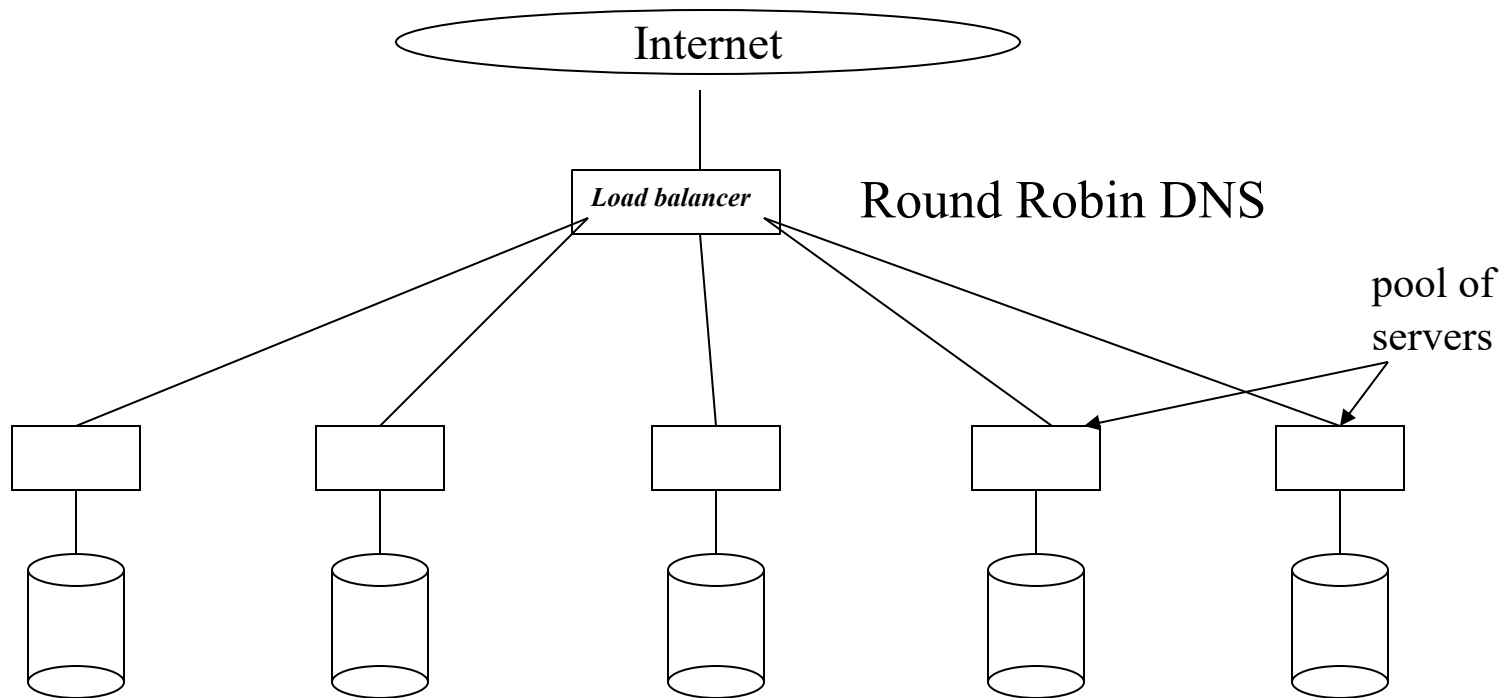 Internet
Load balancer
Round Robin DNS
pool of
servers